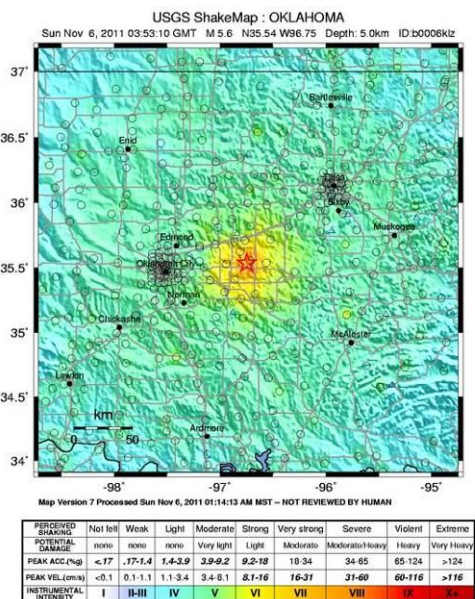 USGS ShakeMap : OKLAHOMA
Sun Nov 6, 2011 03:53:10 GMT M 5.6 N35.54 W96.75 Depth: 5.0km ID:b0006klz
37°
Bartlesville
36.5°
Enid
Tulsa
36°
Bixby
Muskogee
Edmond
35.5°
Oklahoma City
Norman
35°
Chickasha
McAlester
Lawton
34.5°
km
0 50
Ardmore
34°
-98° -97° -96° -95°
Map Version 7 Processed Sun Nov 6, 2011 01:14:13 AM MST -- NOT REVIEWED BY HUMAN
PERCEIVED SHAKING Not felt Weak Light Moderate Strong Very strong Severe Violent Extreme
POTENTIAL DAMAGE none none none Very light Light Moderate Moderate/Heavy Heavy Very Heavy
PEAK ACC.(%g) <.17 .17-1.4 1.4-3.9 3.9-9.2 9.2-18 18-34 34-65 65-124 >124
PEAK VEL.(cm/s) <0.1 0.1-1.1 1.1-3.4 3.4-8.1 8.1-16 16-31 31-60 60-116 >116
INSTRUMENTAL INTENSITY I II-III IV V VI VII VIII IX X+